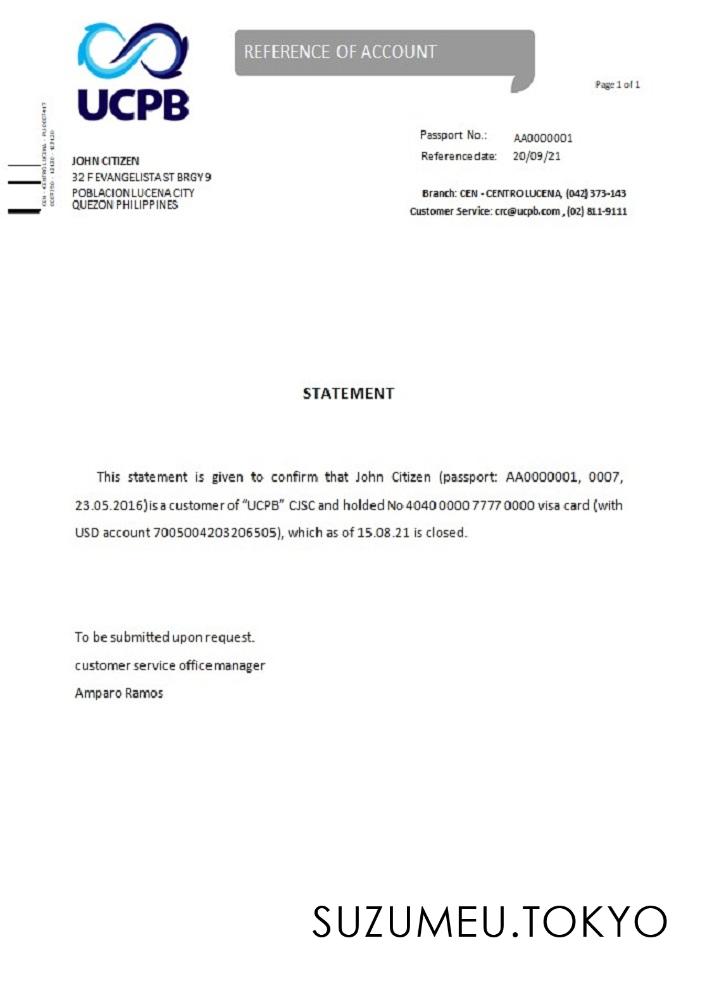 REFERENCE OF ACCOUNT
UCPB
Page 1 of 1
Passport No.: AA0000001
Reference date: 20/09/21
JOHN CITIZEN
32 F EVANGELISTA ST BRGY 9
POBLACION LUCENA CITY
QUEZON PHILIPPINES
Branch: CEN - CENTRO LUCENA, (042) 373-143
Customer Service: crc@ucpb.com , (02) 811-9111
STATEMENT
This statement is given to confirm that John Citizen (passport: AA0000001, 0007,
23.05.2016)is a customer of "UCPB" CJSC and holded No 4040 0000 7777 0000 visa card (with
USD account 7005004203206505), which as of 15.08.21 is closed.
To be submitted upon request.
customer service office manager
Amparo Ramos
SUZUMEU.TOKYO